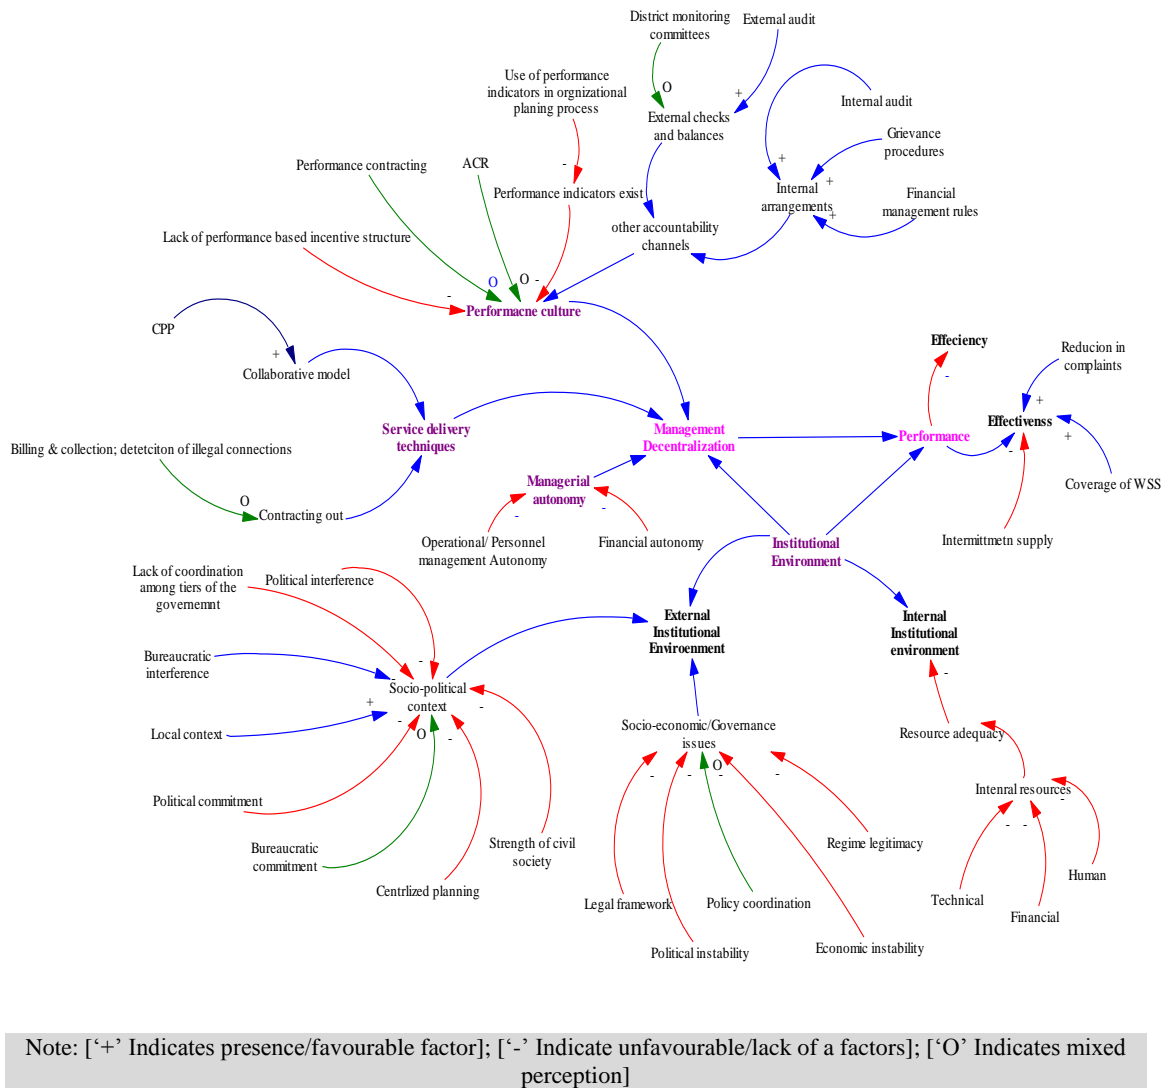 District monitoring
committees
External audit
Use of performance
indicators in orgnizational
planing process
O
+
Internal audit
External checks
and balances
Grievance
procedures
Performance contracting
ACR
-
Performance indicators exist
+
+
Internal
arrangements
+
Financial
management rules
other accountability
channels
Lack of performance based incentive structure
-
O
O
-
Performacne culture
CPP
+
Collaborative model
Effeciency
-
Reducion in
complaints
+
Effectivenss
+
-
Service delivery
techniques
Management
Decentralization
Performance
Billing & collection; detetciton of illegal connections
O
Contracting out
Managerial
autonomy
-
-
Coverage of WSS
Operational/ Personnel
management Autonomy
Financial autonomy
Institutional
Environment
Intermittmetn supply
Lack of coordination
among tiers of the
governemnt
Political interference
External
Institutional
Enviroenment
Internal
Institutional
environment
Bureaucratic
interference
-
-
-
Socio-political
context
+
-
O
-
-
Local context
Socio-economic/Governance
issues
-
-
O
-
-
Resource adequacy
Political commitment
Intenral resources
-
-
-
Bureaucratic
commitment
Strength of civil
society
Regime legitimacy
Centrlized planning
Legal framework
Policy coordination
Technical
Human
Financial
Political instability
Economic instability
Note: [‘+’ Indicates presence/favourable factor]; [‘-’ Indicate unfavourable/lack of a factors]; [‘O’ Indicates mixed
perception]